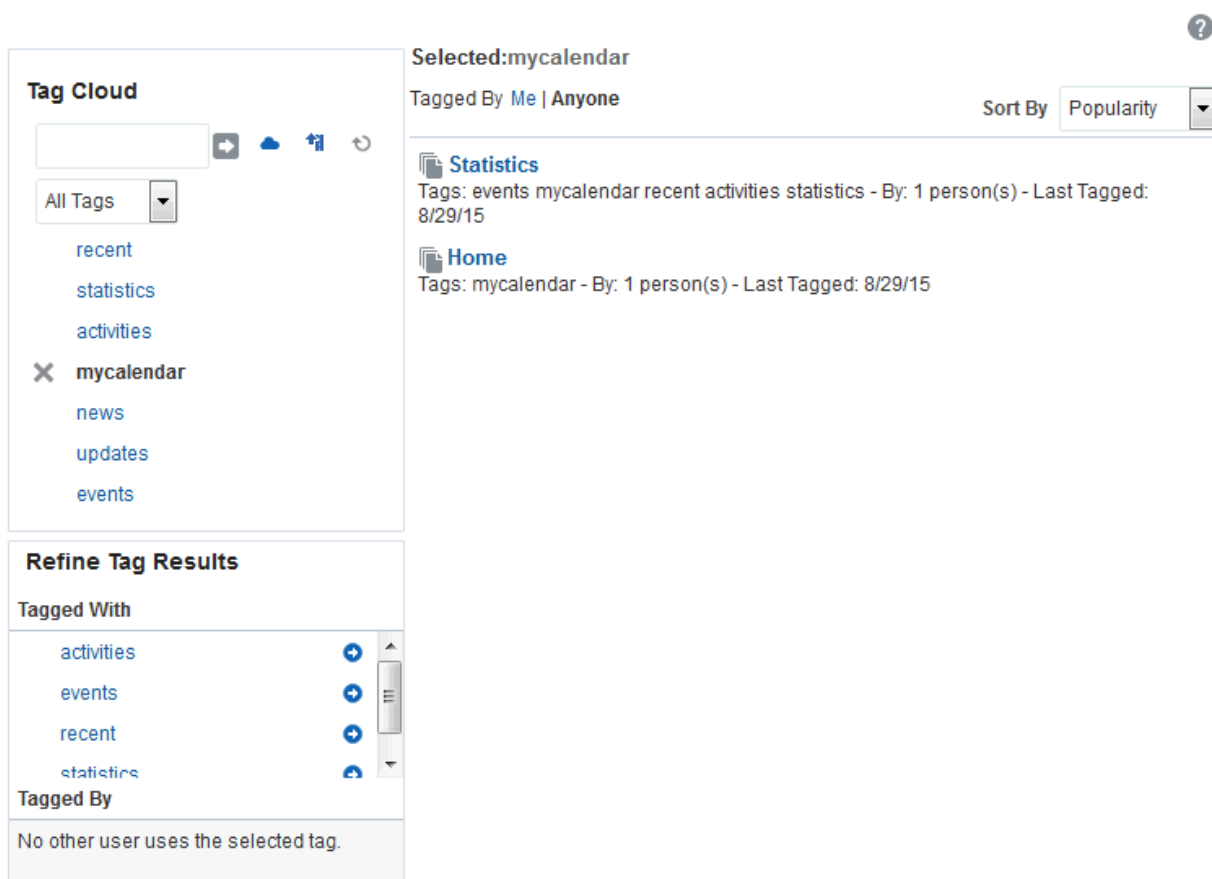 Tag Cloud
All Tags
recent
statistics
activities
mycalendar
news
updates
events
Refine Tag Results
Tagged With
activities
events
recent
statistics
Tagged By
No other user uses the selected tag.
?
Selected:mycalendar
Tagged By Me | Anyone
Sort By Popularity
Statistics
Tags: events mycalendar recent activities statistics - By: 1 person(s) - Last Tagged:
8/29/15
Home
Tags: mycalendar - By: 1 person(s) - Last Tagged: 8/29/15